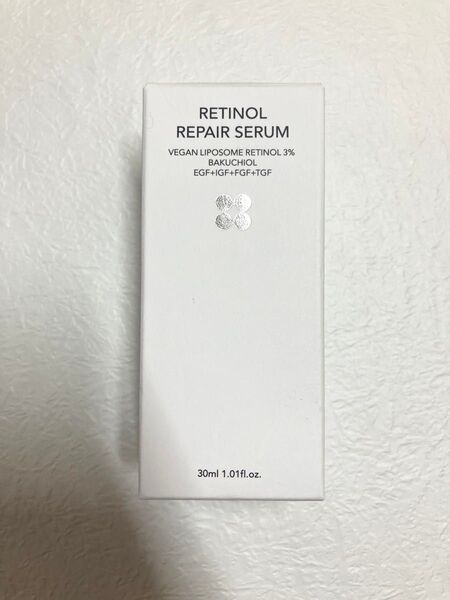 RETINOL
REPAIR SERUM
VEGAN LIPOSOME RETINOL 3%
BAKUCHIOL
EGF+IGF+FGF+TGF
30ml 1.01fl.oz.